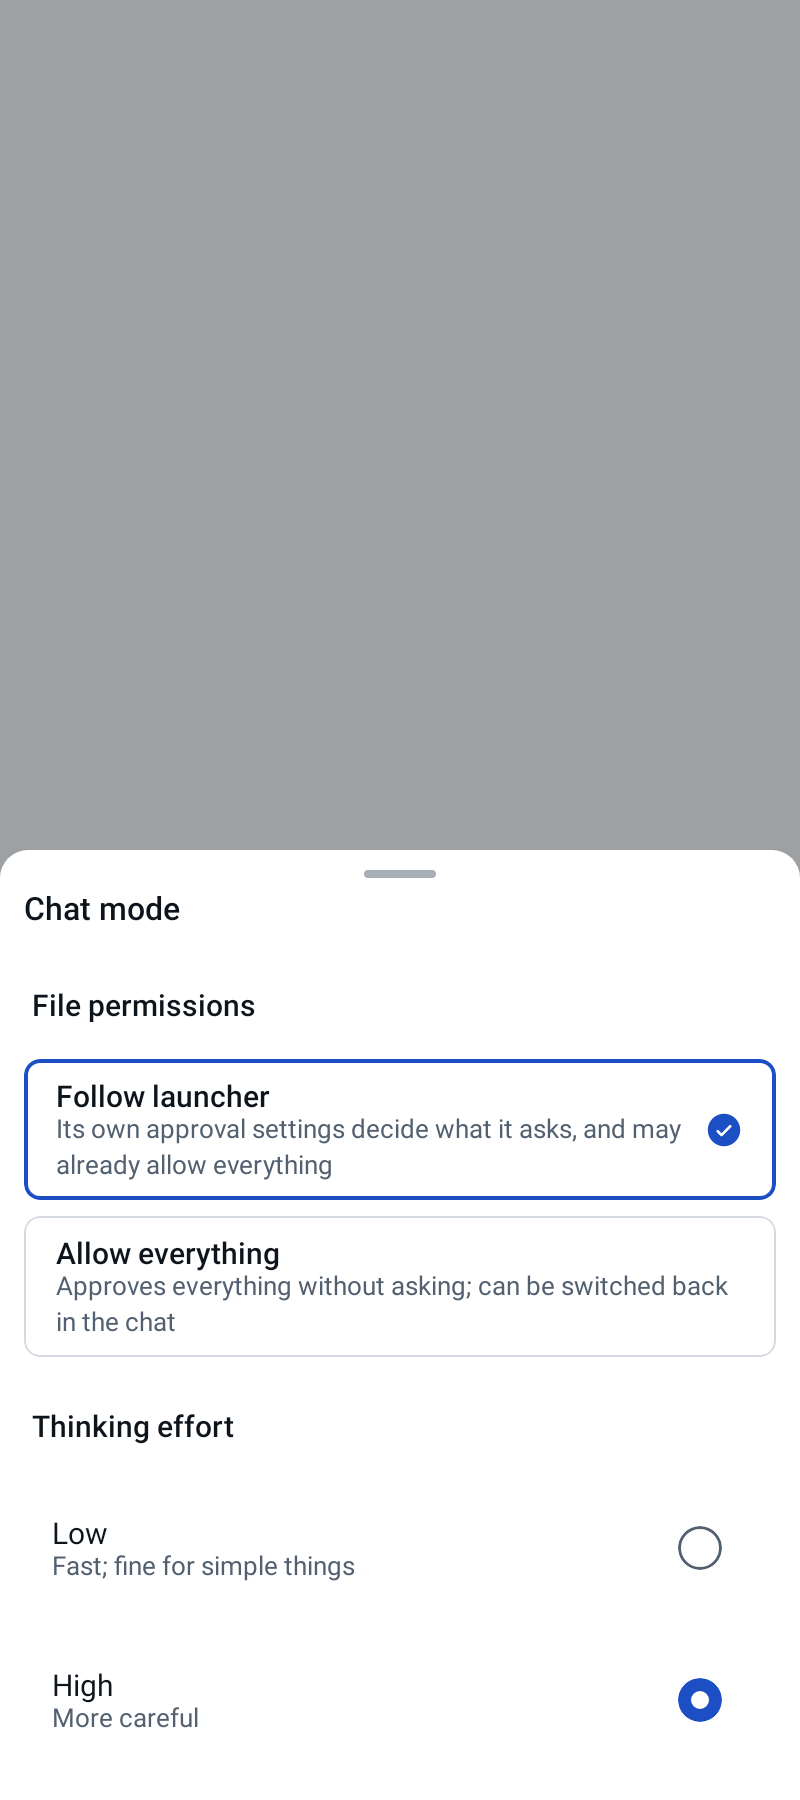 Chat mode
File permissions
Follow launcher
Its own approval settings decide what it asks, and may
already allow everything
Allow everything
Approves everything without asking; can be switched back
in the chat
Thinking effort
Low
Fast; fine for simple things
High
More careful